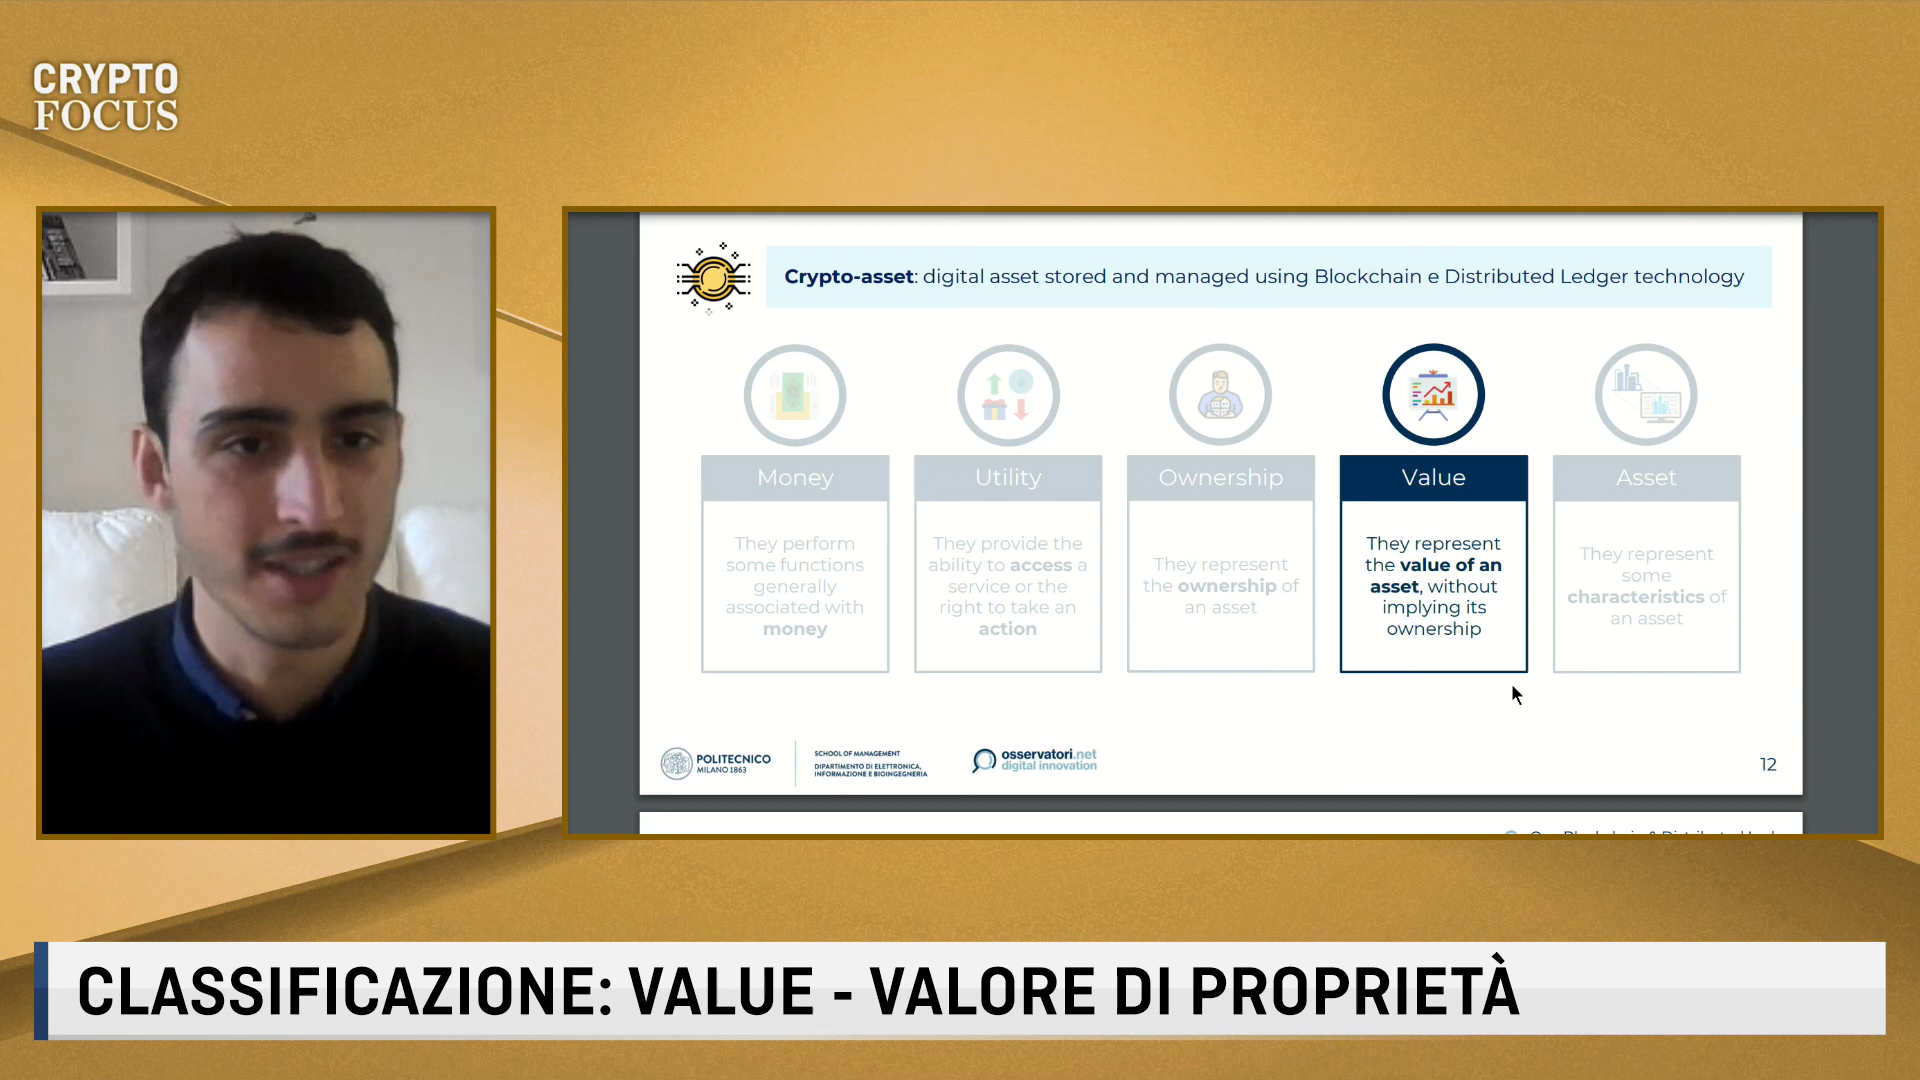 CRYPTO
FOCUS
Crypto-asset: digital asset stored and managed using Blockchain e Distributed Ledger technology
Money
They perform
some functions
generally
associated with
money
Utility
They provide the
ability to access a
service or the
right to take an
action
Ownership
They represent
the ownership of
an asset
Value
They represent
the value of an
asset, without
implying its
ownership
Asset
They represent
some
characteristics of
an asset
POLITECNICO
MILANO 1863
SCHOOL OF MANAGEMENT
DIPARTIMENTO DI ELETTRONICA,
INFORMAZIONE E BIOINGEGNERIA
osservatori.net
digital innovation
12
CLASSIFICAZIONE: VALUE - VALORE DI PROPRIETÀ